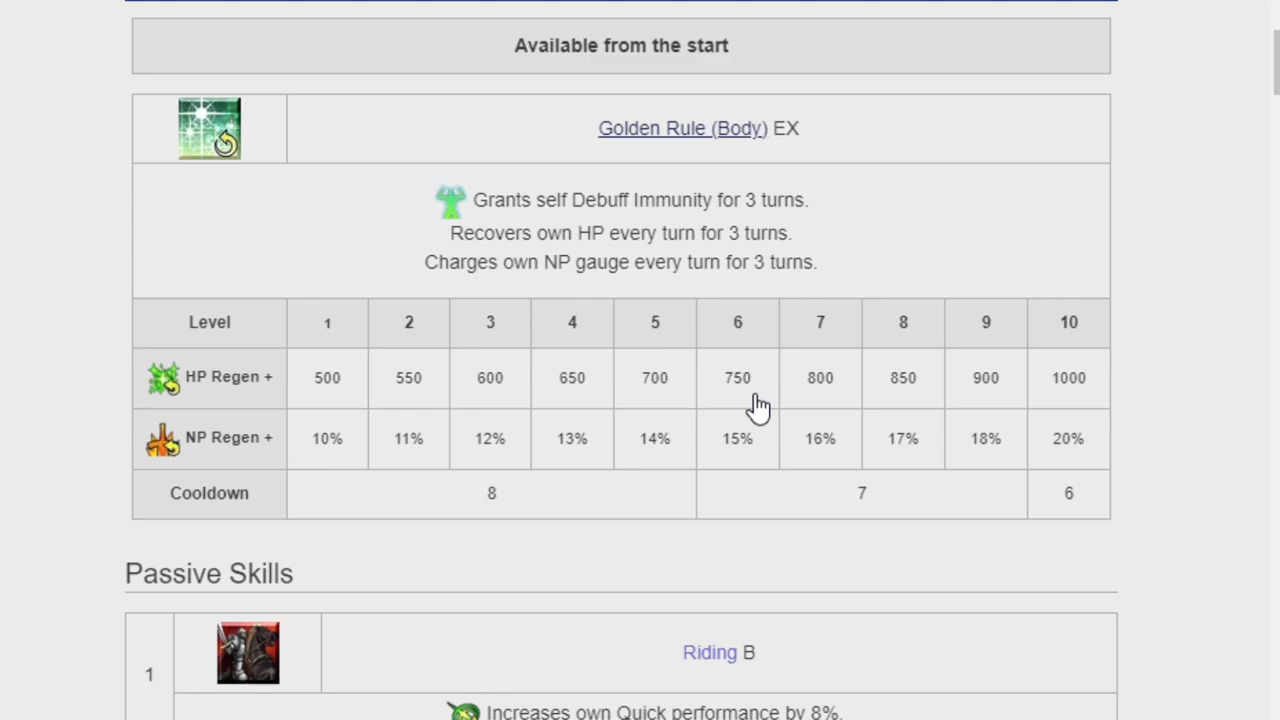 Available from the start
Golden Rule (Body) EX
Grants self Debuff Immunity for 3 turns.
Recovers own HP every turn for 3 turns.
Charges own NP gauge every turn for 3 turns.
Level 1 2 3 4 5 6 7 8 9 10
HP Regen + 500 550 600 650 700 750 800 850 900 1000
NP Regen + 10% 11% 12% 13% 14% 15% 16% 17% 18% 20%
Cooldown 8 7 6
Passive Skills
1 Riding B
Increases own Quick performance by 8%.